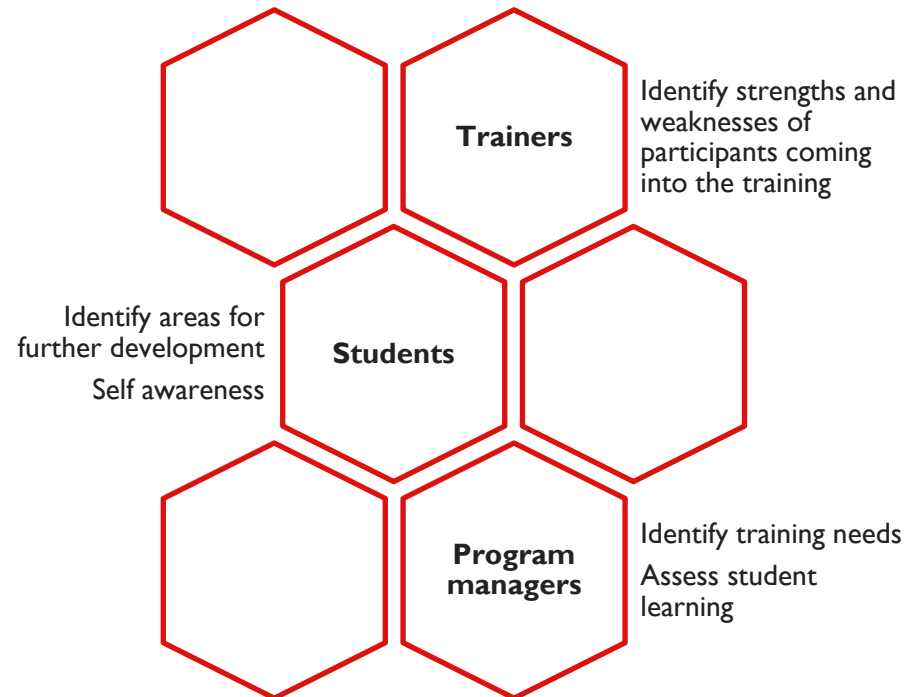 Trainers
Identify strengths and
weaknesses of
participants coming
into the training
Identify areas for
further development
Self awareness
Students
Program
managers
Identify training needs
Assess student
learning